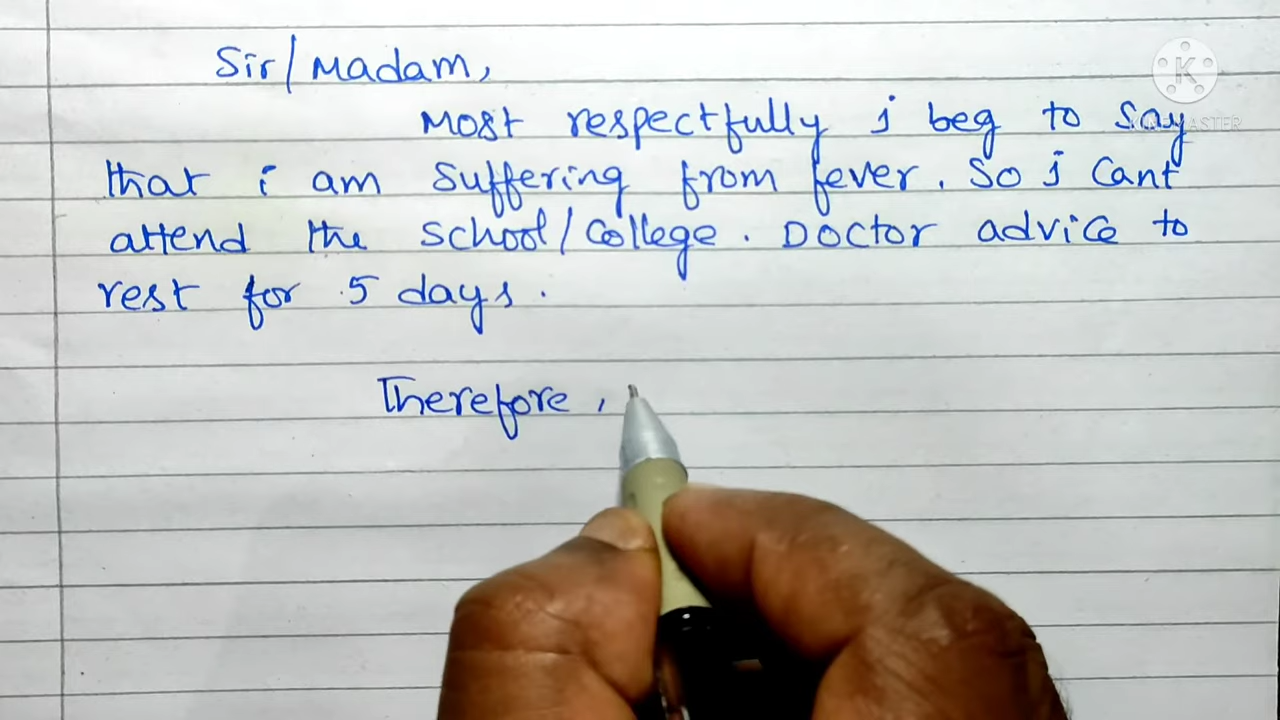 Sir/Madam,
Most respectfully i beg to say
that i am suffering from fever. So i cant
attend the school/college. Doctor advice to
rest for 5 days.
Therefore,
K
KINEMASTER